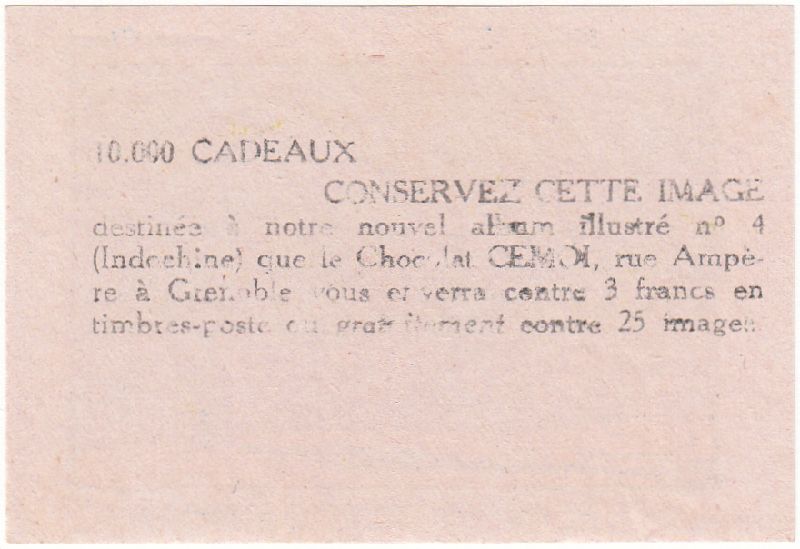 10.000 CADEAUX
CONSERVEZ CETTE IMAGE
destinée à notre nouvel album illustré nº 4
(Indochine) que le Chocolat CEMOI, rue Ampè-
re à Grenoble vous enverra contre 3 francs en
timbres-poste ou gratuitement contre 25 images.